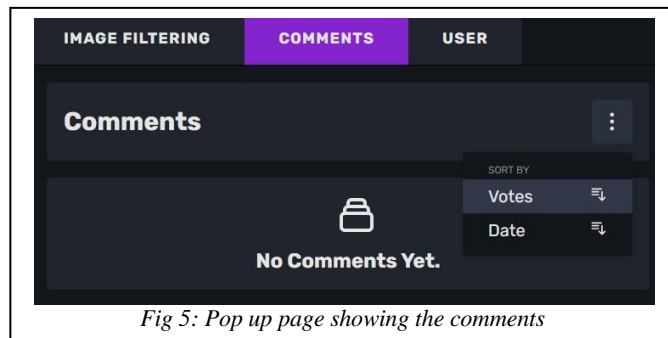 IMAGE FILTERING COMMENTS USER
Comments
SORT BY
Votes
Date
No Comments Yet.
Fig 5: Pop up page showing the comments